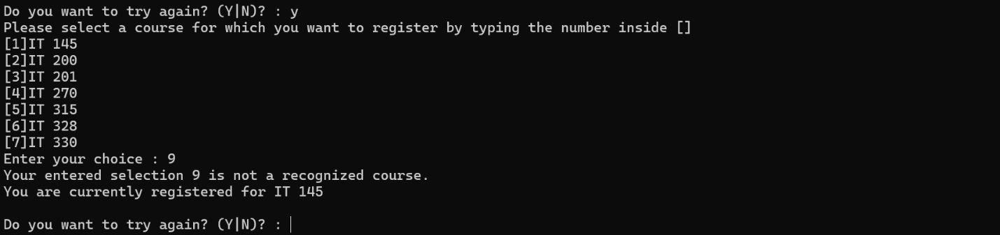 Do you want to try again? (Y|N)? : y
Please select a course for which you want to register by typing the number inside []
[1]IT 145
[2]IT 200
[3]IT 201
[4]IT 270
[5]IT 315
[6]IT 328
[7]IT 330
Enter your choice : 9
Your entered selection 9 is not a recognized course.
You are currently registered for IT 145
Do you want to try again? (Y|N)? :